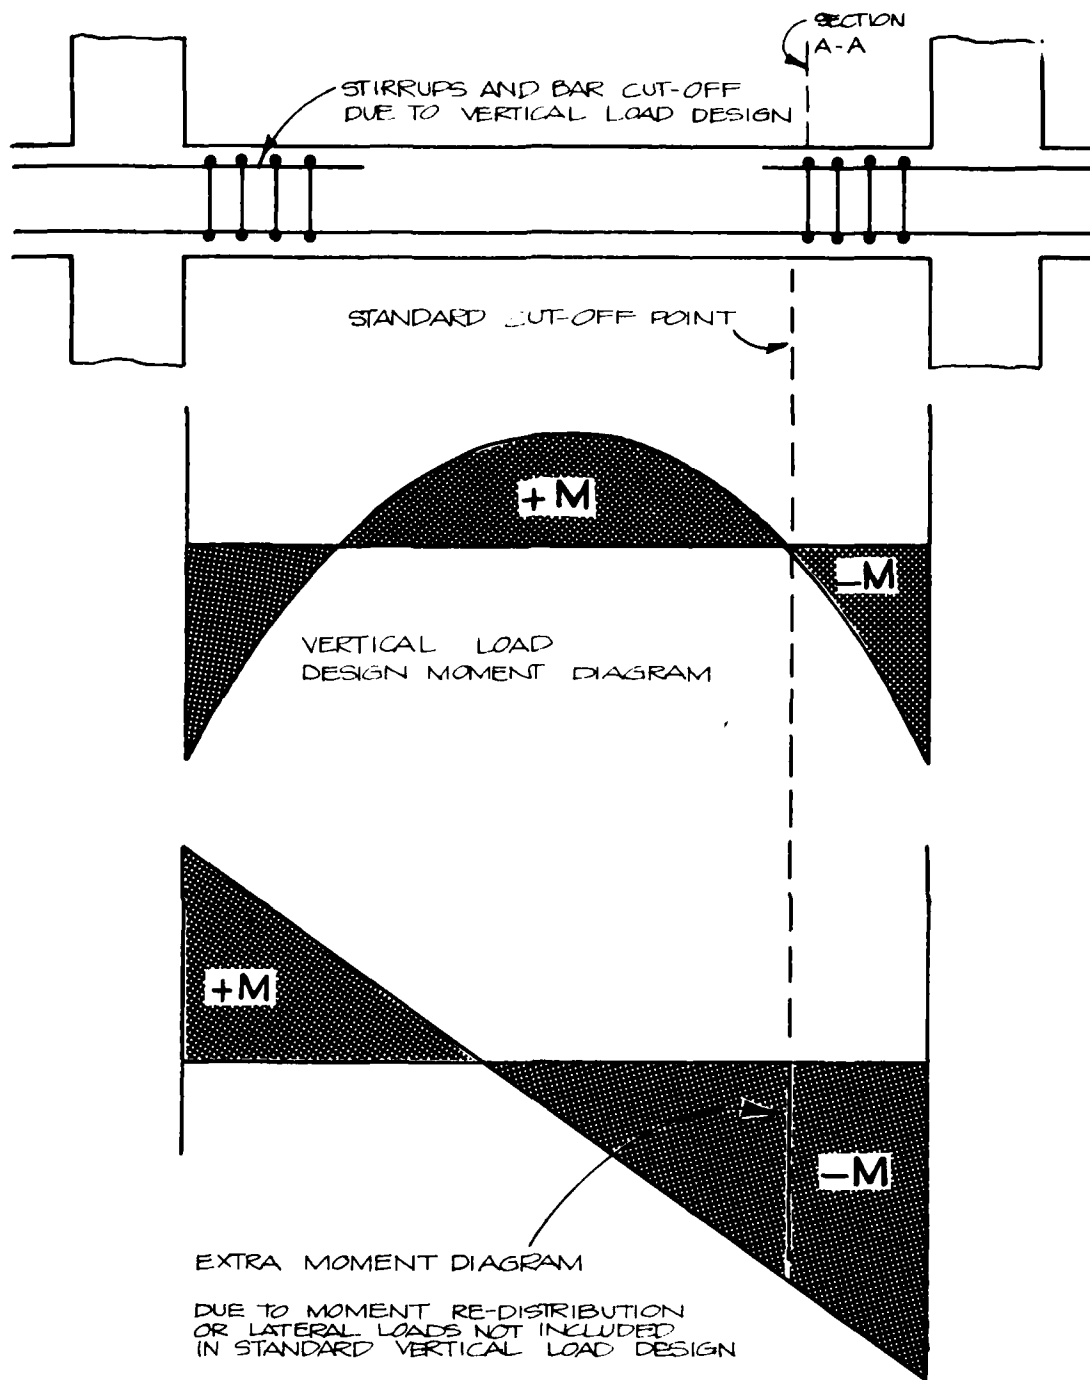 SECTION
A-A
STIRRUPS AND BAR CUT-OFF
DUE TO VERTICAL LOAD DESIGN
STANDARD CUT-OFF POINT
+M
-M
VERTICAL LOAD
DESIGN MOMENT DIAGRAM
+M
-M
EXTRA MOMENT DIAGRAM
DUE TO MOMENT RE-DISTRIBUTION
OR LATERAL LOADS NOT INCLUDED
IN STANDARD VERTICAL LOAD DESIGN